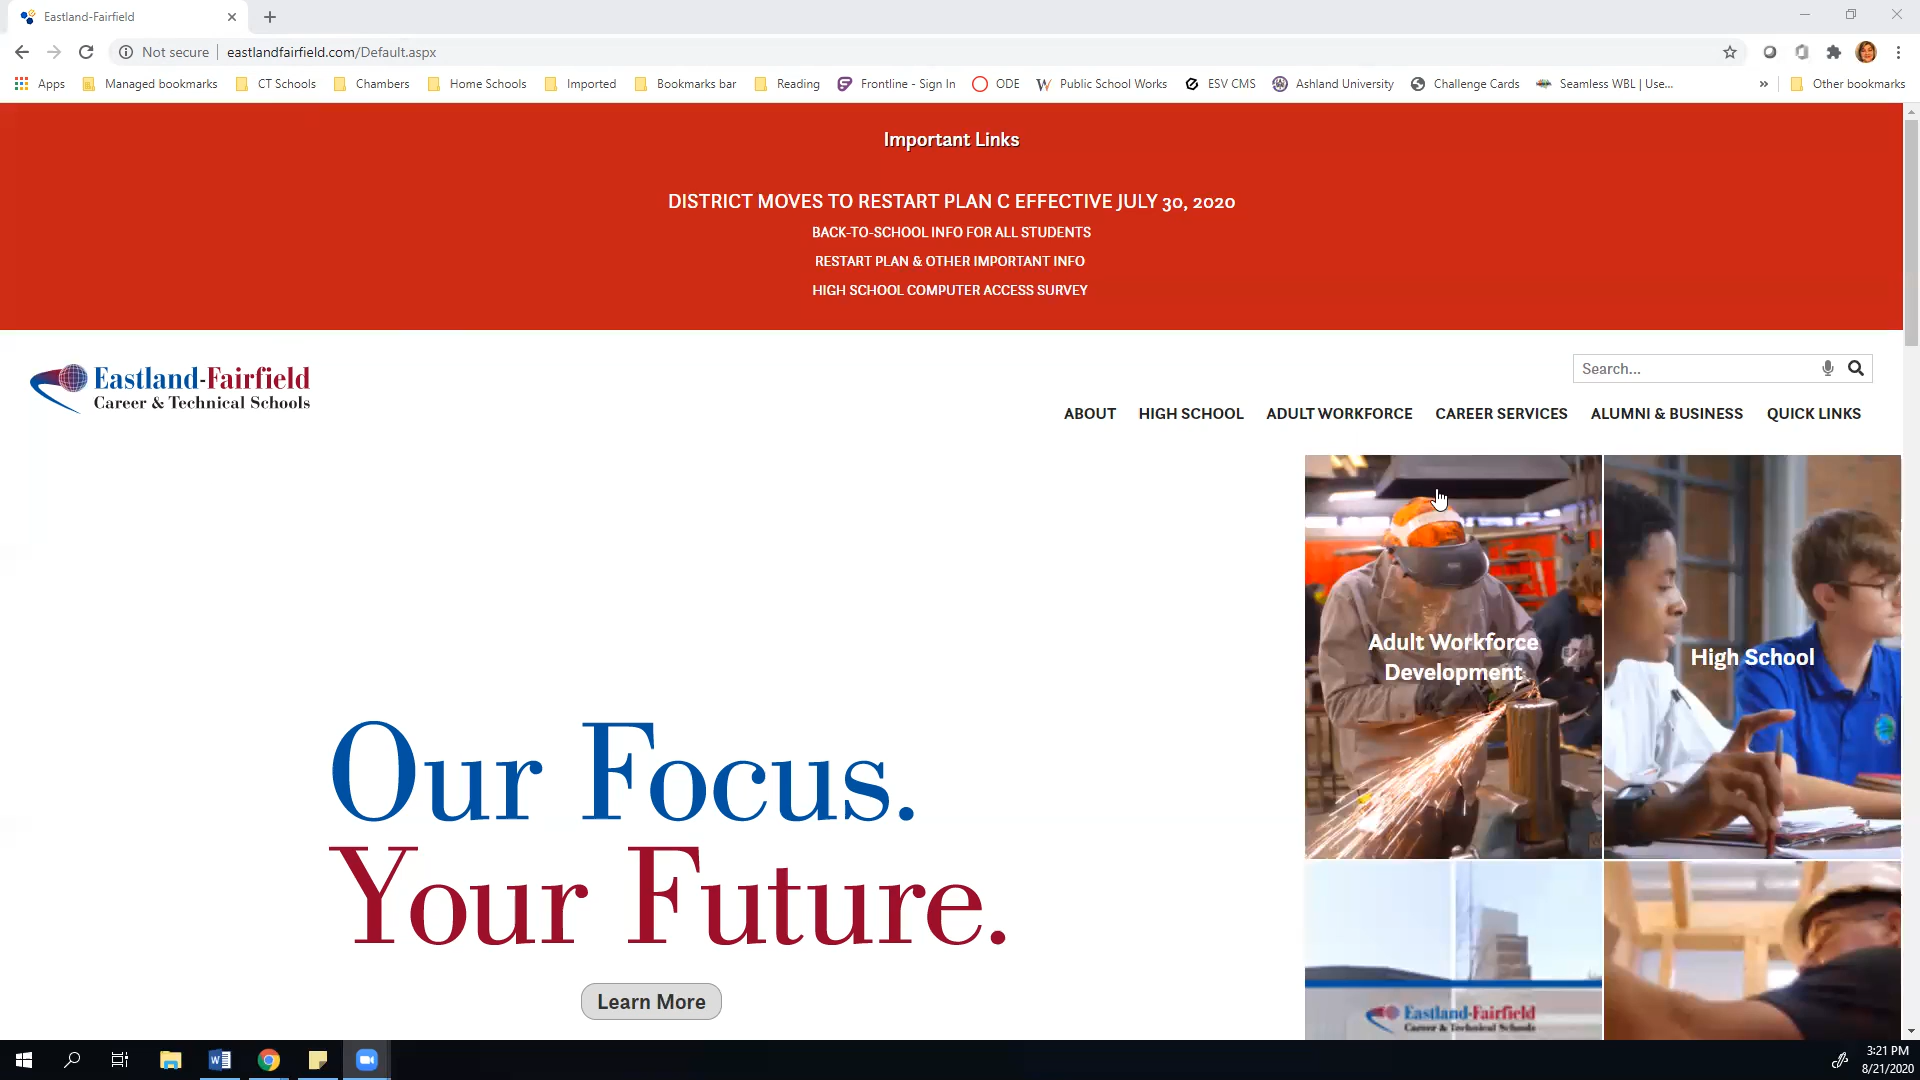 Eastland-Fairfield
Not secure
eastlandfairfield.com/Default.aspx
Apps
Managed bookmarks
CT Schools
Chambers
Home Schools
Imported
Bookmarks bar
Reading
Frontline - Sign In
ODE
Public School Works
ESV CMS
Ashland University
Challenge Cards
Seamless WBL | Use...
»
Other bookmarks
Important Links
DISTRICT MOVES TO RESTART PLAN C EFFECTIVE JULY 30, 2020
BACK-TO-SCHOOL INFO FOR ALL STUDENTS
RESTART PLAN & OTHER IMPORTANT INFO
HIGH SCHOOL COMPUTER ACCESS SURVEY
Eastland-Fairfield
Career & Technical Schools
Search...
ABOUT
HIGH SCHOOL
ADULT WORKFORCE
CAREER SERVICES
ALUMNI & BUSINESS
QUICK LINKS
Adult Workforce
Development
High School
Our Focus.
Your Future.
Learn More
Eastland-Fairfield
Career & Technical Schools
3:21 PM
8/21/2020